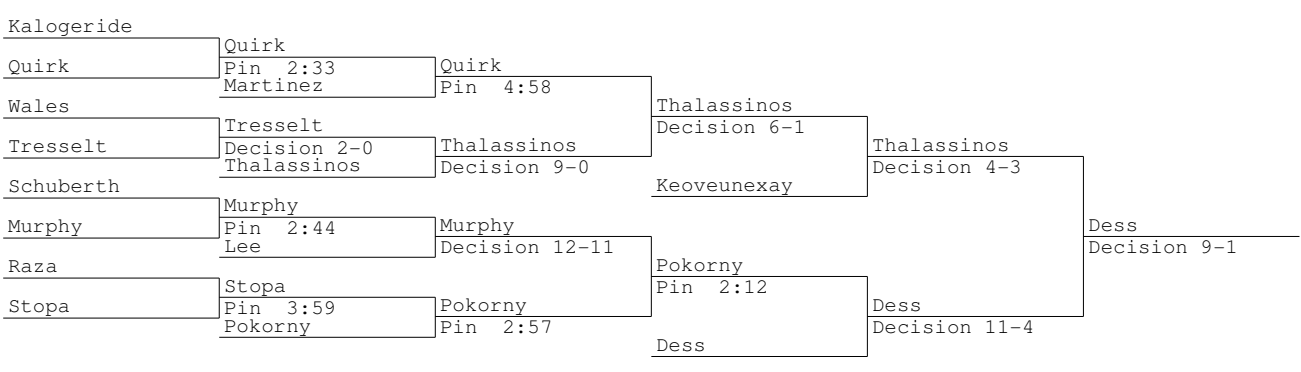 Kalogeride
Quirk
Quirk
Pin 2:33
Quirk
Martinez
Pin 4:58
Wales
Thalassinos
Tresselt
Decision 6-1
Tresselt
Decision 2-0
Thalassinos
Thalassinos
Thalassinos
Decision 9-0
Decision 4-3
Schuberth
Keoveunexay
Murphy
Murphy
Pin 2:44
Murphy
Dess
Lee
Decision 12-11
Decision 9-1
Raza
Pokorny
Stopa
Pin 2:12
Stopa
Pin 3:59
Pokorny
Dess
Pokorny
Pin 2:57
Decision 11-4
Dess